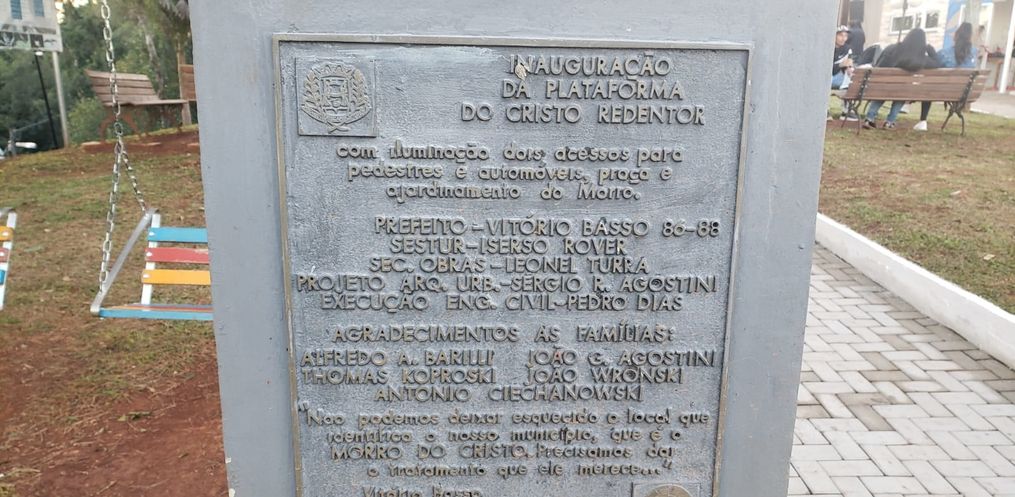 INAUGURAÇÃO
DA PLATAFORMA
DO CRISTO REDENTOR
com iluminação dois acessos para
pedestres e automóveis, praça e
ajardinamento do Morro.
PREFEITO - VITÓRIO BASSO 86-88
SESTUR - ISERSO ROVER
SEC. OBRAS - LEONEL TURRA
PROJETO ARQ. URB. - SERGIO R. AGOSTINI
EXECUÇÃO ENG. CIVIL - PEDRO DIAS
AGRADECIMENTOS AS FAMÍLIAS:
ALFREDO A. BARILLI JOÃO G. AGOSTINI
THOMAS KOPROSKI JOÃO WRONSKI
ANTONIO CIECHANOWSKI
"Nao podemos deixar esquecido o local que
identifica o nosso município, que é o
MORRO DO CRISTO. Precisamos dar
o tratamento que ele merece..."
Vitório Basso